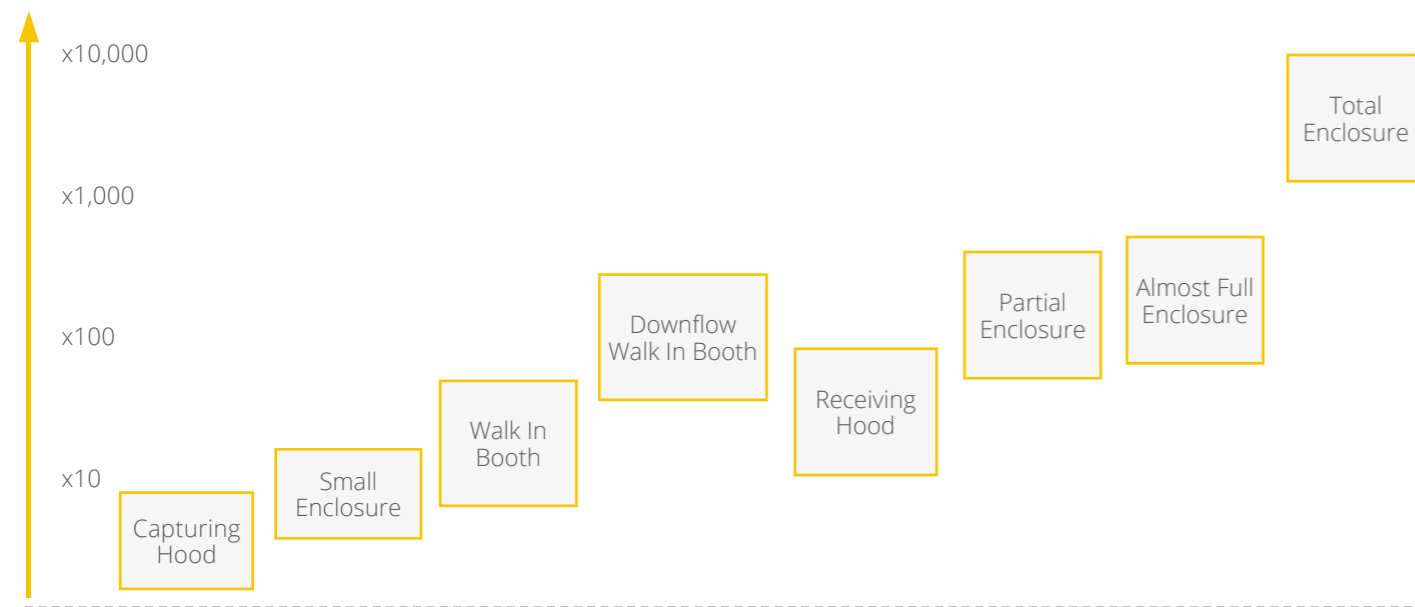 x10,000
x1,000
x100
x10
Capturing
Hood
Small
Enclosure
Walk In
Booth
Downflow
Walk In Booth
Receiving
Hood
Partial
Enclosure
Almost Full
Enclosure
Total
Enclosure